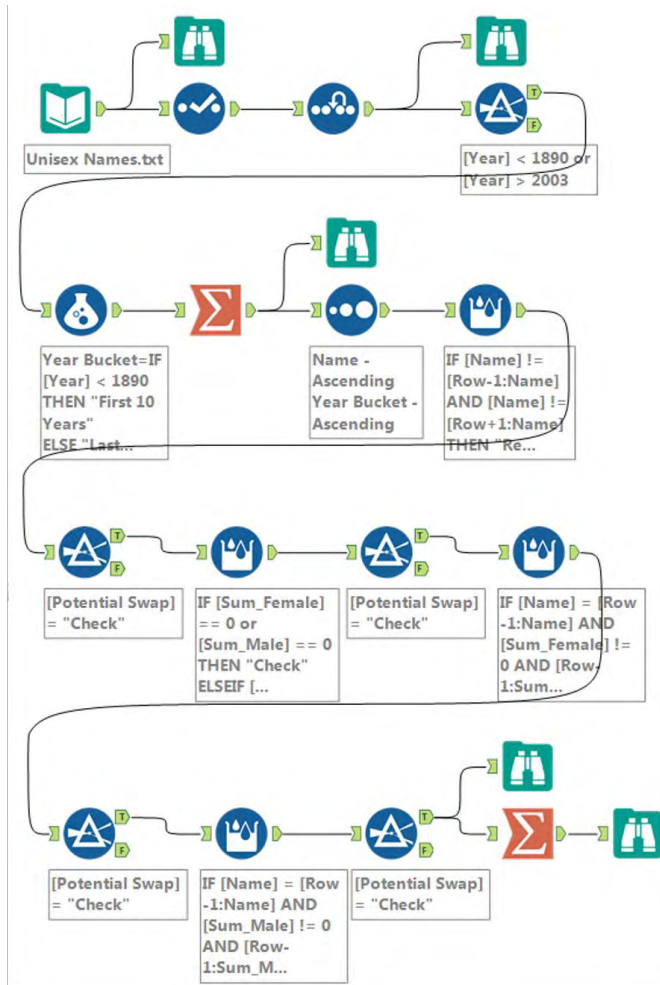 T
F
Unisex Names.txt
[Year] < 1890 or
[Year] > 2003
Year Bucket=IF
[Year] < 1890
THEN "First 10
Years"
ELSE "Last...
Name -
Ascending
Year Bucket -
Ascending
IF [Name] !=
[Row-1:Name]
AND [Name] !=
[Row+1:Name]
THEN "Re...
T
F
T
F
[Potential Swap]
= "Check"
IF [Sum_Female]
== 0 or
[Sum_Male] == 0
THEN "Check"
ELSEIF [...
[Potential Swap]
= "Check"
IF [Name] = [Row
-1:Name] AND
[Sum_Female] !=
0 AND [Row-
1:Sum...
T
F
T
F
[Potential Swap]
= "Check"
IF [Name] = [Row
-1:Name] AND
[Sum_Male] != 0
AND [Row-
1:Sum_M...
[Potential Swap]
= "Check"